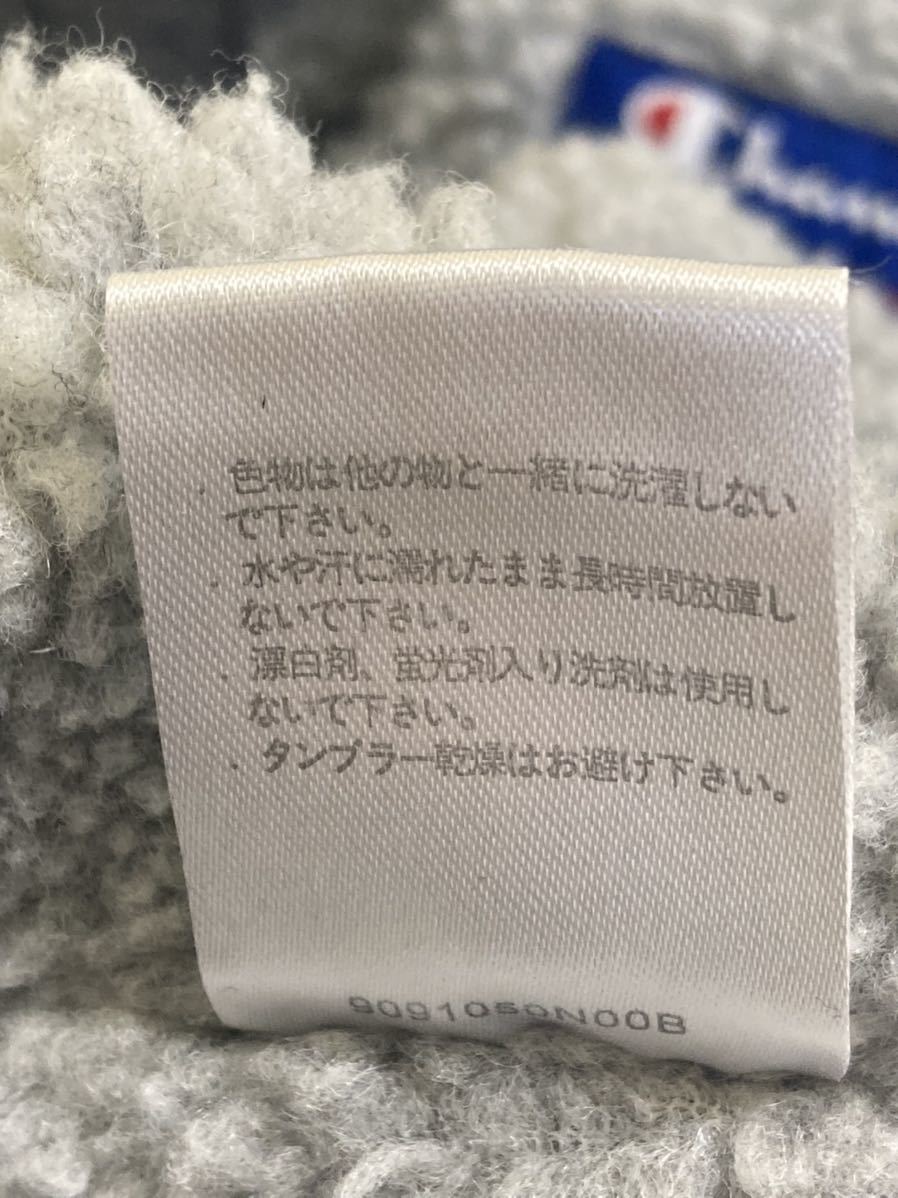 Cham
. 色物は他の物と一緒に洗濯しない
で下さい。
. 水や汗に濡れたまま長時間放置し
ないで下さい。
. 漂白剤、蛍光剤入り洗剤は使用し
ないで下さい。
. タンブラー乾燥はお避け下さい。
9091050N00B